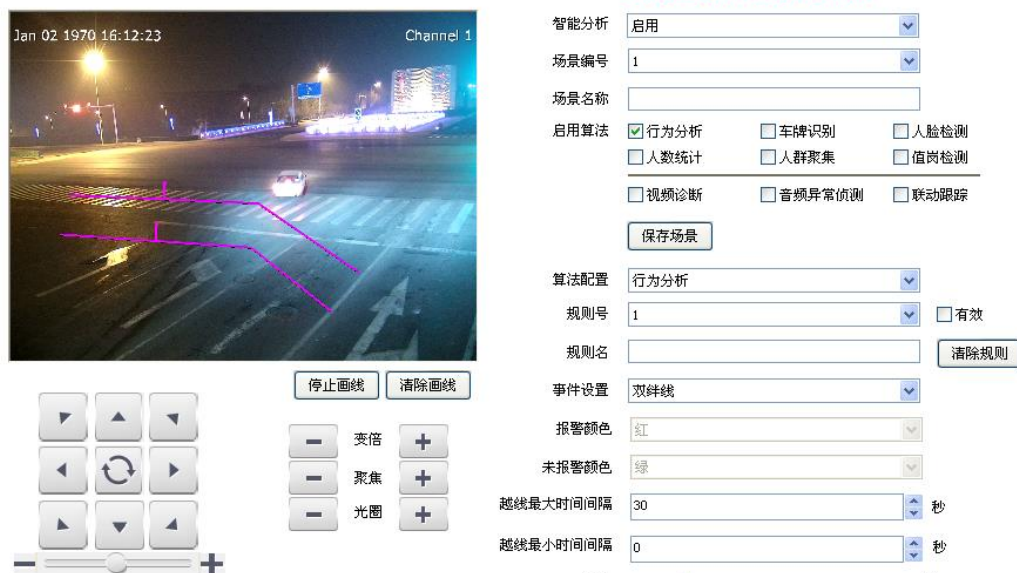 Jan 02 1970 16:12:23
Channel 1
停止画线
清除画线
变倍
聚焦
光圈
智能分析 启用
场景编号 1
场景名称
启用算法 行为分析 车牌识别 人脸检测
人数统计 人群聚集 值岗检测
视频诊断 音频异常侦测 联动跟踪
保存场景
算法配置 行为分析
规则号 1 有效
规则名 清除规则
事件设置 双绊线
报警颜色 红
未报警颜色 绿
越线最大时间间隔 30 秒
越线最小时间间隔 0 秒